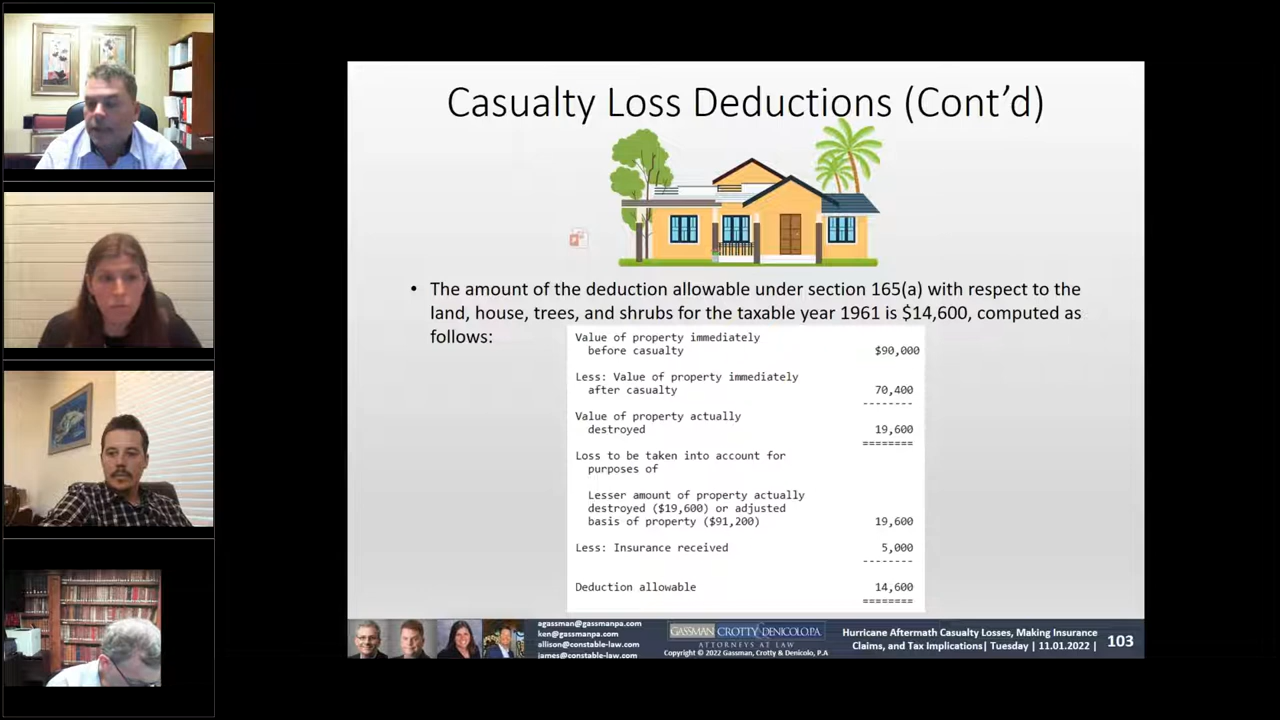 Casualty Loss Deductions (Cont’d)
• The amount of the deduction allowable under section 165(a) with respect to the
land, house, trees, and shrubs for the taxable year 1961 is $14,600, computed as
follows:
Value of property immediately
before casualty $90,000
Less: Value of property immediately
after casualty 70,400
--------
Value of property actually
destroyed 19,600
========
Loss to be taken into account for
purposes of
Lesser amount of property actually
destroyed ($19,600) or adjusted
basis of property ($91,200) 19,600
Less: Insurance received 5,000
--------
Deduction allowable 14,600
========
agassman@gassmanpa.com
ken@gassmanpa.com
allison@constable-law.com
james@constable-law.com
GASSMAN CROTTY DENICOLO, P.A.
ATTORNEYS AT LAW
Copyright © 2022 Gassman, Crotty & Denicolo, P.A
Hurricane Aftermath Casualty Losses, Making Insurance
Claims, and Tax Implications| Tuesday | 11.01.2022 |
103